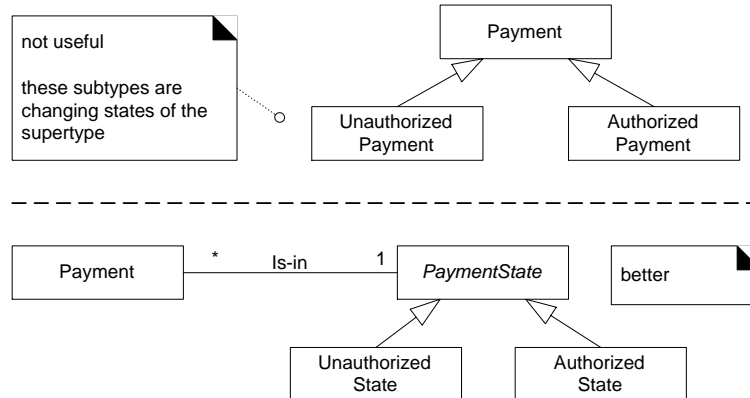 not useful
these subtypes are
changing states of the
supertype
Payment
Unauthorized
Payment
Authorized
Payment
Payment
*
Is-in
1
PaymentState
better
Unauthorized
State
Authorized
State